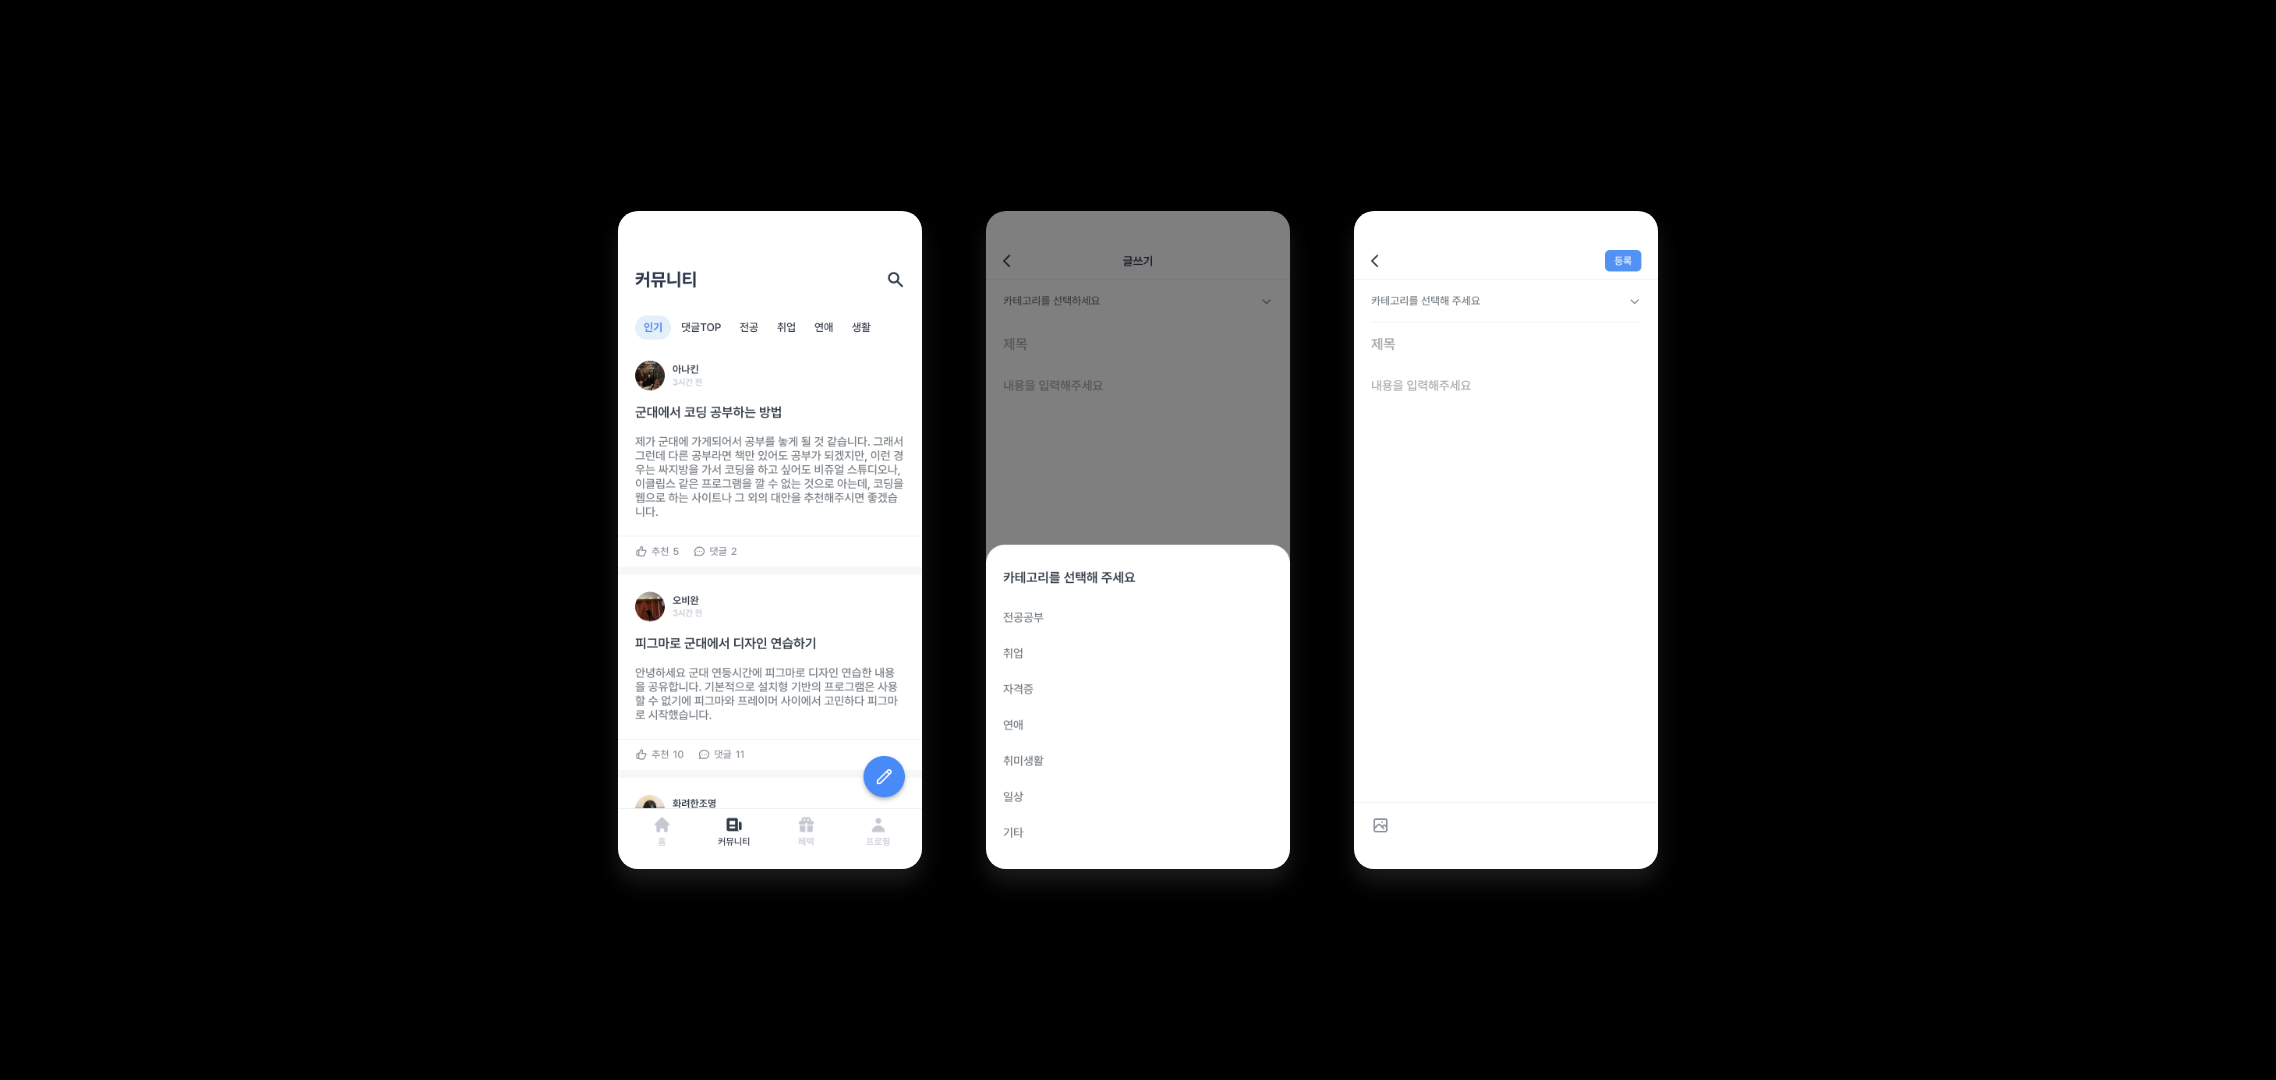 커뮤니티
인기 댓글TOP 전공 취업 연애 생활
아나킨
3시간 전
군대에서 코딩 공부하는 방법
제가 군대에 가게되어서 공부를 놓게 될 것 같습니다. 그래서
그런데 다른 공부라면 책만 있어도 공부가 되겠지만, 이런 경
우는 싸지방을 가서 코딩을 하고 싶어도 비쥬얼 스튜디오나,
이클립스 같은 프로그램을 깔 수 없는 것으로 아는데, 코딩을
웹으로 하는 사이트나 그 외의 대안을 추천해주시면 좋겠습
니다.
추천 5 댓글 2
오비완
3시간 전
피그마로 군대에서 디자인 연습하기
안녕하세요 군대 연등시간에 피그마로 디자인 연습한 내용
을 공유합니다. 기본적으로 설치형 기반의 프로그램은 사용
할 수 없기에 피그마와 프레이머 사이에서 고민하다 피그마
로 시작했습니다.
추천 10 댓글 11
화려한조명
홈 커뮤니티 혜택 프로필
글쓰기
카테고리를 선택하세요
제목
내용을 입력해주세요
카테고리를 선택해 주세요
전공공부
취업
자격증
연애
취미생활
일상
기타
등록
카테고리를 선택해 주세요
제목
내용을 입력해주세요